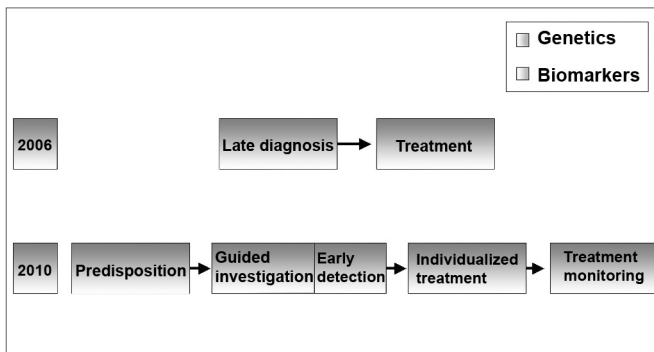 Genetics
Biomarkers
2006
Late diagnosis
Treatment
2010
Predisposition
Guided
investigation
Early
detection
Individualized
treatment
Treatment
monitoring